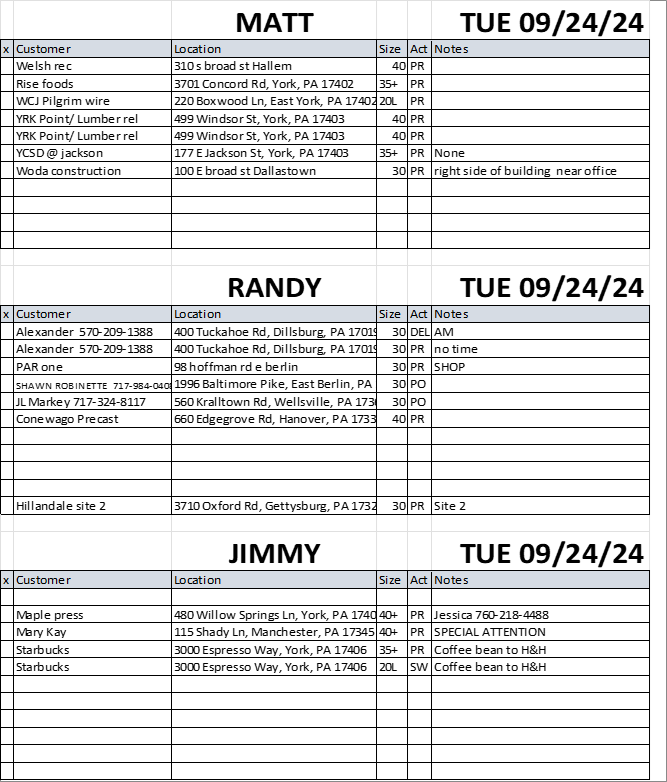 MATT TUE 09/24/24
x Customer Location Size Act Notes
Welsh rec 310 s broad st Hallem 40 PR
Rise foods 3701 Concord Rd, York, PA 17402 35+ PR
WCJ Pilgrim wire 220 Boxwood Ln, East York, PA 17402 20L PR
YRK Point/ Lumber rel 499 Windsor St, York, PA 17403 40 PR
YRK Point/ Lumber rel 499 Windsor St, York, PA 17403 40 PR
YCSD @ jackson 177 E Jackson St, York, PA 17403 35+ PR None
Woda construction 100 E broad st Dallastown 30 PR right side of building near office
RANDY TUE 09/24/24
x Customer Location Size Act Notes
Alexander 570-209-1388 400 Tuckahoe Rd, Dillsburg, PA 17019 30 DEL AM
Alexander 570-209-1388 400 Tuckahoe Rd, Dillsburg, PA 17019 30 PR no time
PAR one 98 hoffman rd e berlin 30 PR SHOP
SHAWN ROBINETTE 717-984-040 1996 Baltimore Pike, East Berlin, PA 30 PO
JL Markey 717-324-8117 560 Kralltown Rd, Wellsville, PA 173 30 PO
Conewago Precast 660 Edgegrove Rd, Hanover, PA 1733 40 PR
Hillandale site 2 3710 Oxford Rd, Gettysburg, PA 1732 30 PR Site 2
JIMMY TUE 09/24/24
x Customer Location Size Act Notes
Maple press 480 Willow Springs Ln, York, PA 1740 40+ PR Jessica 760-218-4488
Mary Kay 115 Shady Ln, Manchester, PA 17345 40+ PR SPECIAL ATTENTION
Starbucks 3000 Espresso Way, York, PA 17406 35+ PR Coffee bean to H&H
Starbucks 3000 Espresso Way, York, PA 17406 20L SW Coffee bean to H&H